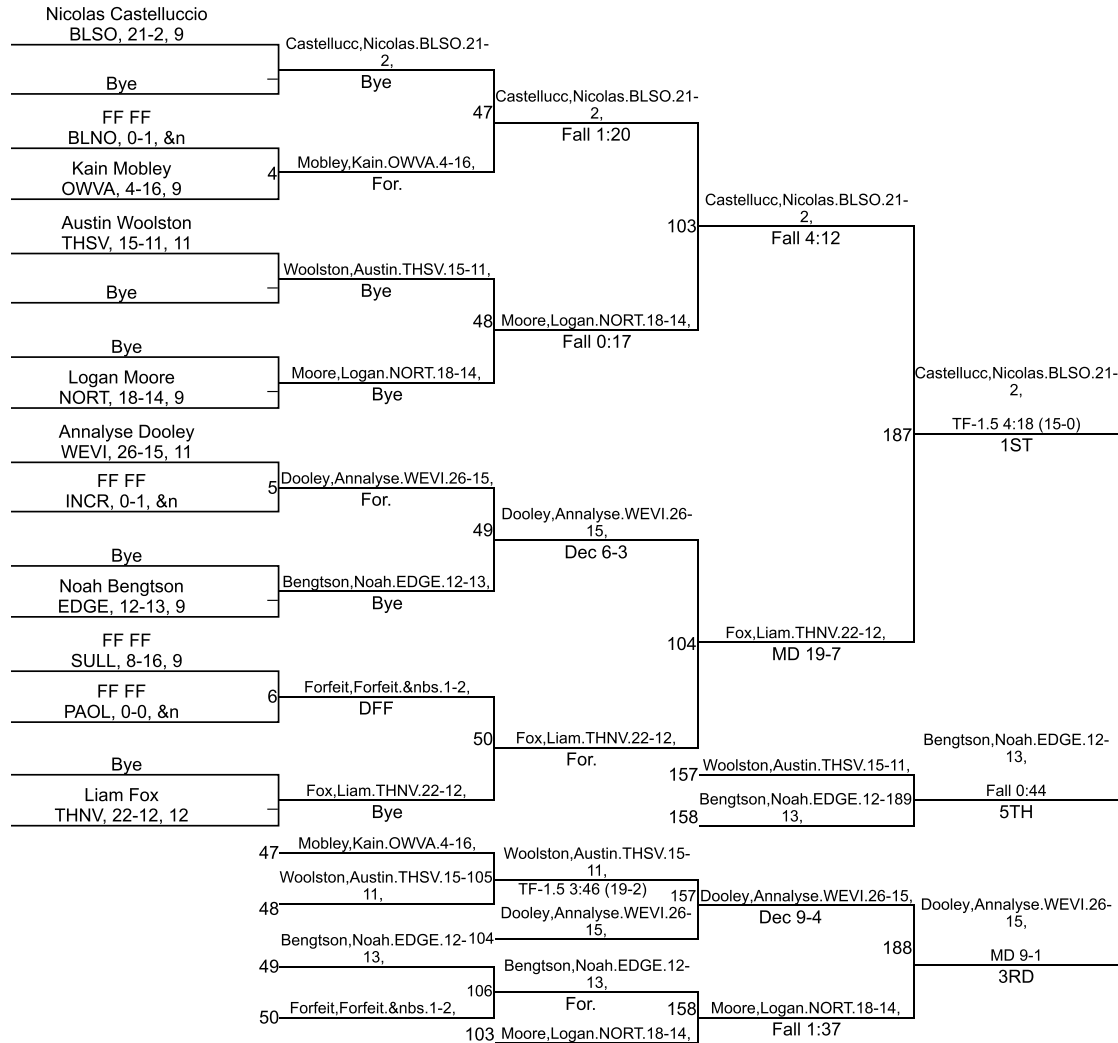 Nicolas Castelluccio
BLSO, 21-2, 9
Bye
FF FF
BLNO, 0-1, &n
Kain Mobley
OWVA, 4-16, 9
Austin Woolston
THSV, 15-11, 11
Bye
Bye
Logan Moore
NORT, 18-14, 9
Annalyse Dooley
WEVI, 26-15, 11
FF FF
INCR, 0-1, &n
Bye
Noah Bengtson
EDGE, 12-13, 9
FF FF
SULL, 8-16, 9
FF FF
PAOL, 0-0, &n
Bye
Liam Fox
THNV, 22-12, 12
Castellucc,Nicolas.BLSO.21-
2,
Bye
4
Mobley,Kain.OWVA.4-16,
For.
Woolston,Austin.THSV.15-11,
Bye
Moore,Logan.NORT.18-14,
Bye
5
Dooley,Annalyse.WEVI.26-15,
For.
Bengtson,Noah.EDGE.12-13,
Bye
6
Forfeit,Forfeit.&nbs.1-2,
DFF
Fox,Liam.THNV.22-12,
Bye
47
Castellucc,Nicolas.BLSO.21-
2,
Fall 1:20
48
Moore,Logan.NORT.18-14,
Fall 0:17
49
Dooley,Annalyse.WEVI.26-
15,
Dec 6-3
50
Fox,Liam.THNV.22-12,
For.
103
Castellucc,Nicolas.BLSO.21-
2,
Fall 4:12
104
Fox,Liam.THNV.22-12,
MD 19-7
187
Castellucc,Nicolas.BLSO.21-
2,
TF-1.5 4:18 (15-0)
1ST
157
Woolston,Austin.THSV.15-11,
158
Bengtson,Noah.EDGE.12-
13,
189
Bengtson,Noah.EDGE.12-
13,
Fall 0:44
5TH
47
Mobley,Kain.OWVA.4-16,
48
Woolston,Austin.THSV.15-
11,
105
Woolston,Austin.THSV.15-
11,
TF-1.5 3:46 (19-2)
104
Dooley,Annalyse.WEVI.26-
15,
49
Bengtson,Noah.EDGE.12-
13,
50
Forfeit,Forfeit.&nbs.1-2,
106
Bengtson,Noah.EDGE.12-
13,
For.
103
Moore,Logan.NORT.18-14,
157
Dooley,Annalyse.WEVI.26-15,
Dec 9-4
158
Moore,Logan.NORT.18-14,
Fall 1:37
188
Dooley,Annalyse.WEVI.26-
15,
MD 9-1
3RD